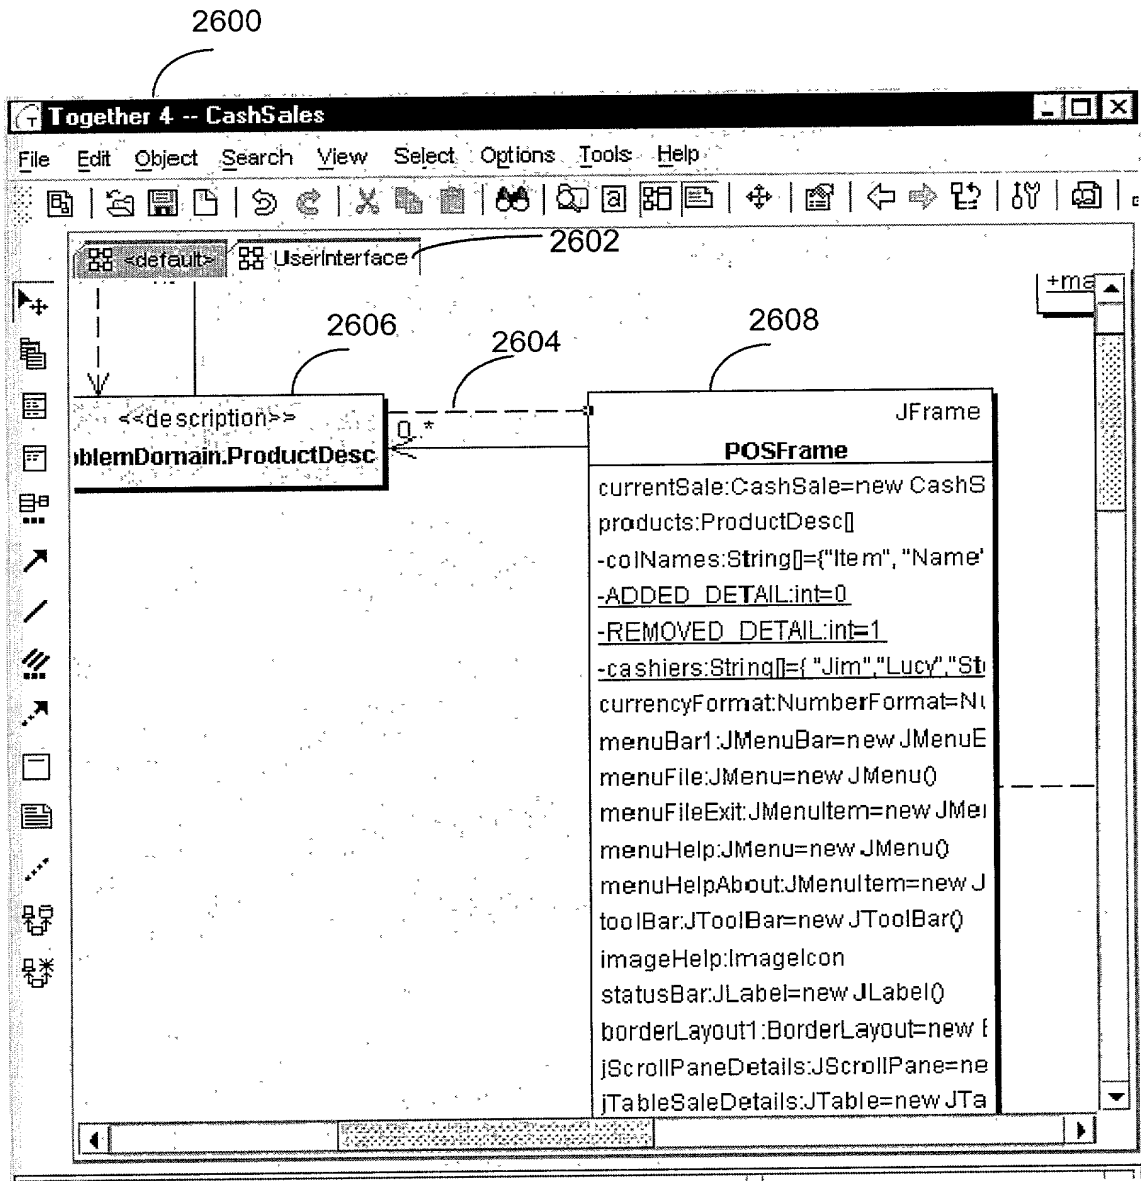 2600
Together 4 -- CashSales
File Edit Object Search View Select Options Tools Help
a
<default> UserInterface 2602
+ma
2606 2604 2608
<<description>>
oblemDomain.ProductDesc
0..*
JFrame
POSFrame
currentSale:CashSale=new CashS
products:ProductDesc[]
-colNames:String[]={"Item", "Name"
-ADDED_DETAIL:int=0
-REMOVED_DETAIL:int=1
-cashiers:String[]={ "Jim","Lucy","St
currencyFormat:NumberFormat=Nu
menuBar1:JMenuBar=new JMenuB
menuFile:JMenu=new JMenu()
menuFileExit:JMenuItem=new JMe
menuHelp:JMenu=new JMenu()
menuHelpAbout:JMenuItem=new J
toolBar:JToolBar=new JToolBar()
imageHelp:ImageIcon
statusBar:JLabel=new JLabel()
borderLayout1:BorderLayout=new B
jScrollPaneDetails:JScrollPane=ne
jTableSaleDetails:JTable=new JTa